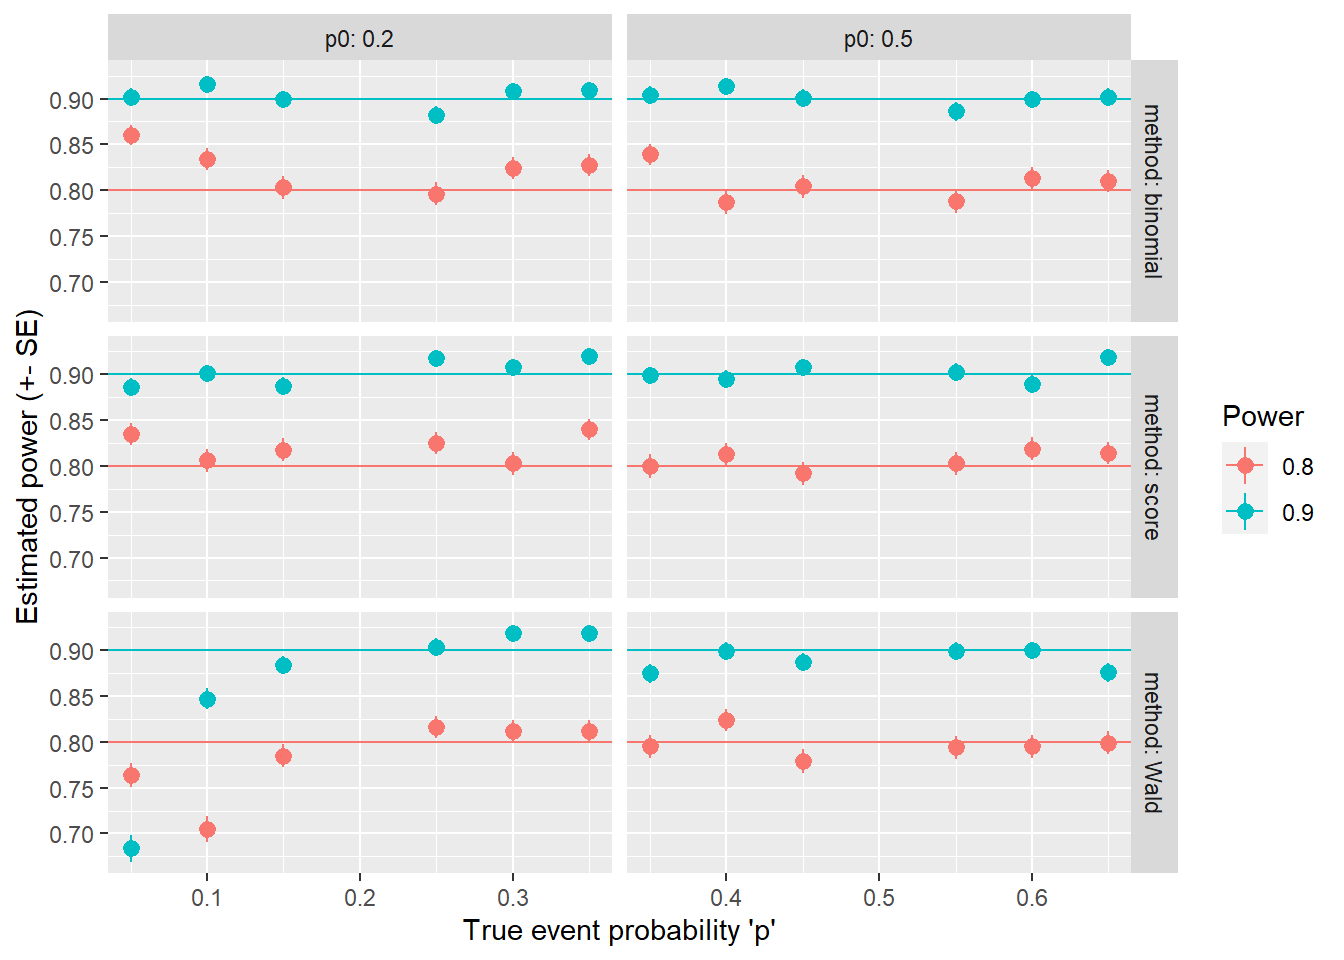 p0: 0.2
p0: 0.5
0.90
0.85
0.80
0.75
0.70
method: binomial
0.90
0.85
0.80
0.75
0.70
method: score
0.90
0.85
0.80
0.75
0.70
method: Wald
Estimated power (+- SE)
0.1
0.2
0.3
0.4
0.5
0.6
True event probability 'p'
Power
0.8
0.9